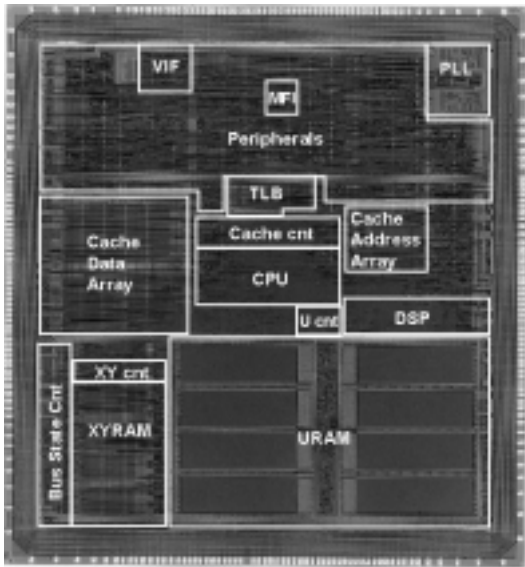 VIF
PLL
MFI
Peripherals
TLB
Cache cnt
Cache
Address
Array
Cache
Data
Array
CPU
U cnt
DSP
XY cnt
Bus State Cnt
XYRAM
URAM